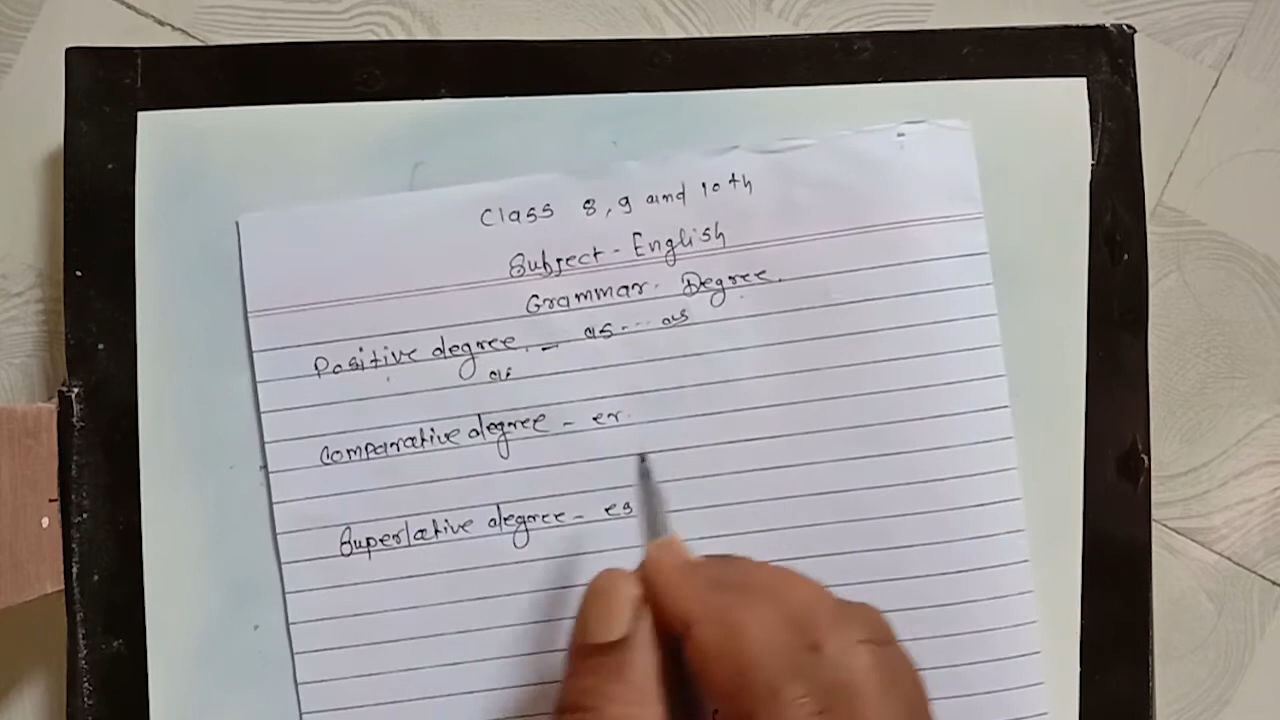 Class 8, 9 and 10th
Subject - English
Grammar. Degree.
Positive degree. - as... as
as
Comparative degree - er.
Superlative degree - es